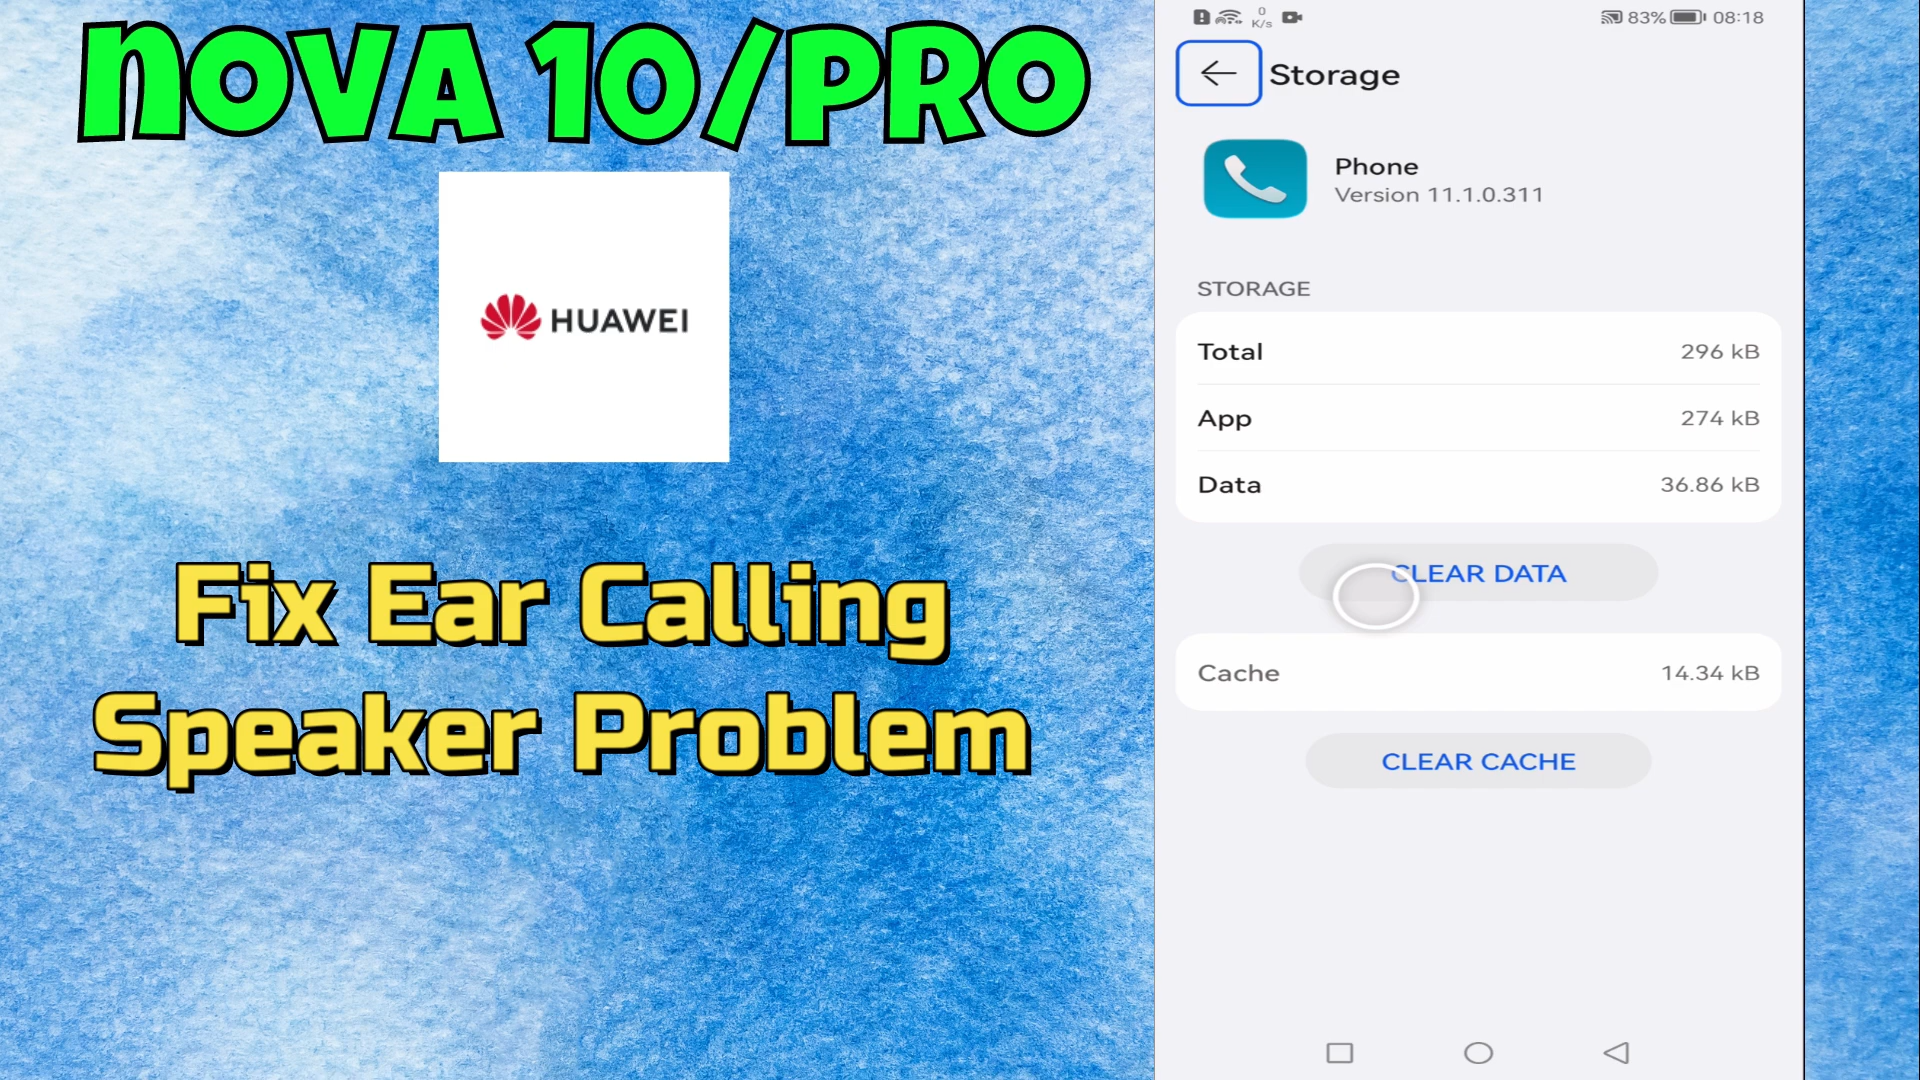 NOVA 10/PRO
HUAWEI
Fix Ear Calling
Speaker Problem
0 K/s
83% 08:18
Storage
Phone
Version 11.1.0.311
STORAGE
Total 296 kB
App 274 kB
Data 36.86 kB
CLEAR DATA
Cache 14.34 kB
CLEAR CACHE